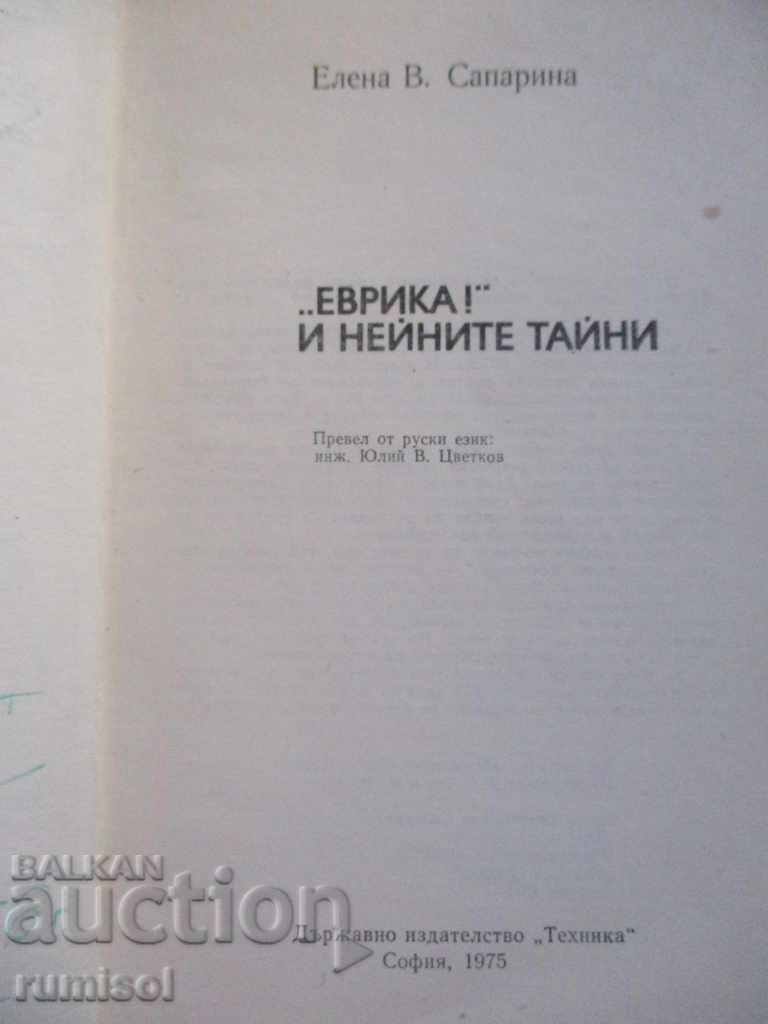 Елена В. Сапарина
„ЕВРИКА!“
И НЕЙНИТЕ ТАЙНИ
Превел от руски език:
инж. Юлий В. Цветков
Държавно издателство „Техника“
София, 1975
BALKAN
auction
rumisol